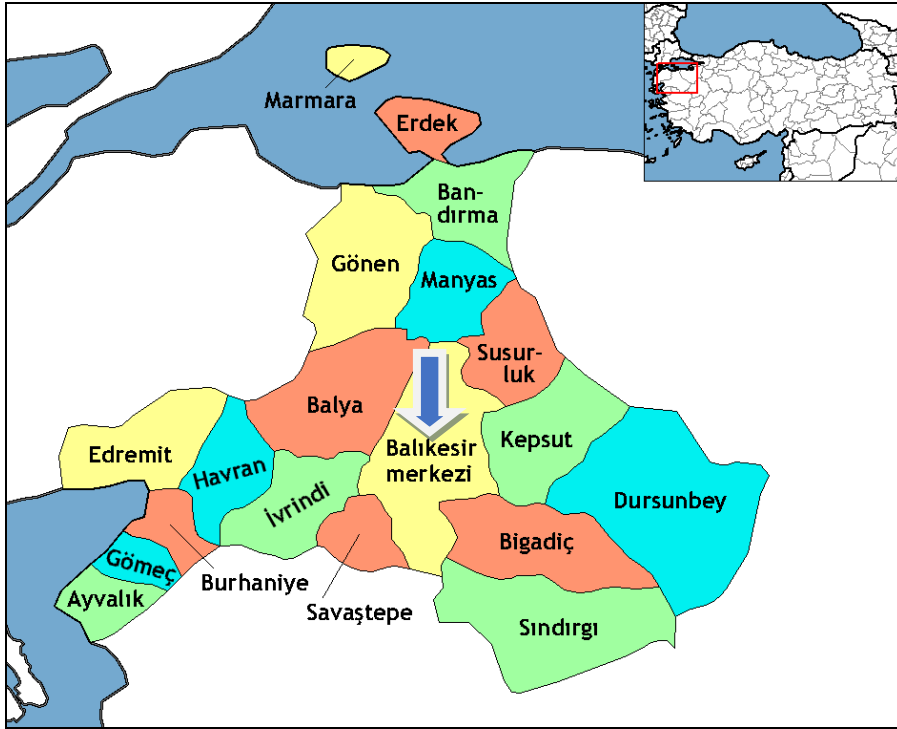 Marmara
Erdek
Ban-
dırma
Gönen
Manyas
Susur-
luk
Balya
Kepsut
Edremit
Havran
Balıkesir
merkezi
İvrindi
Dursunbey
Bigadiç
Gömeç
Burhaniye
Ayvalık
Savaştepe
Sındırgı